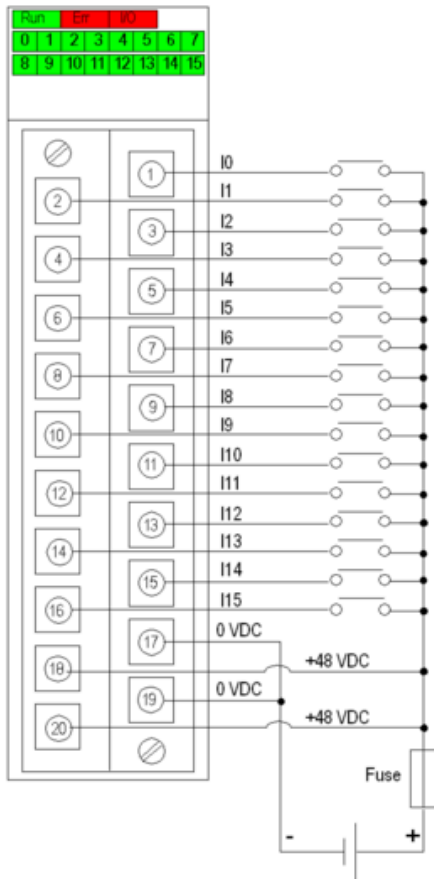 Run Err I/O
0 1 2 3 4 5 6 7
8 9 10 11 12 13 14 15
1 I0
2 I1
3 I2
4 I3
5 I4
6 I5
7 I6
8 I7
9 I8
10 I9
11 I10
12 I11
13 I12
14 I13
15 I14
16 I15
17 0 VDC
18 +48 VDC
19 0 VDC
20 +48 VDC
Fuse
- +